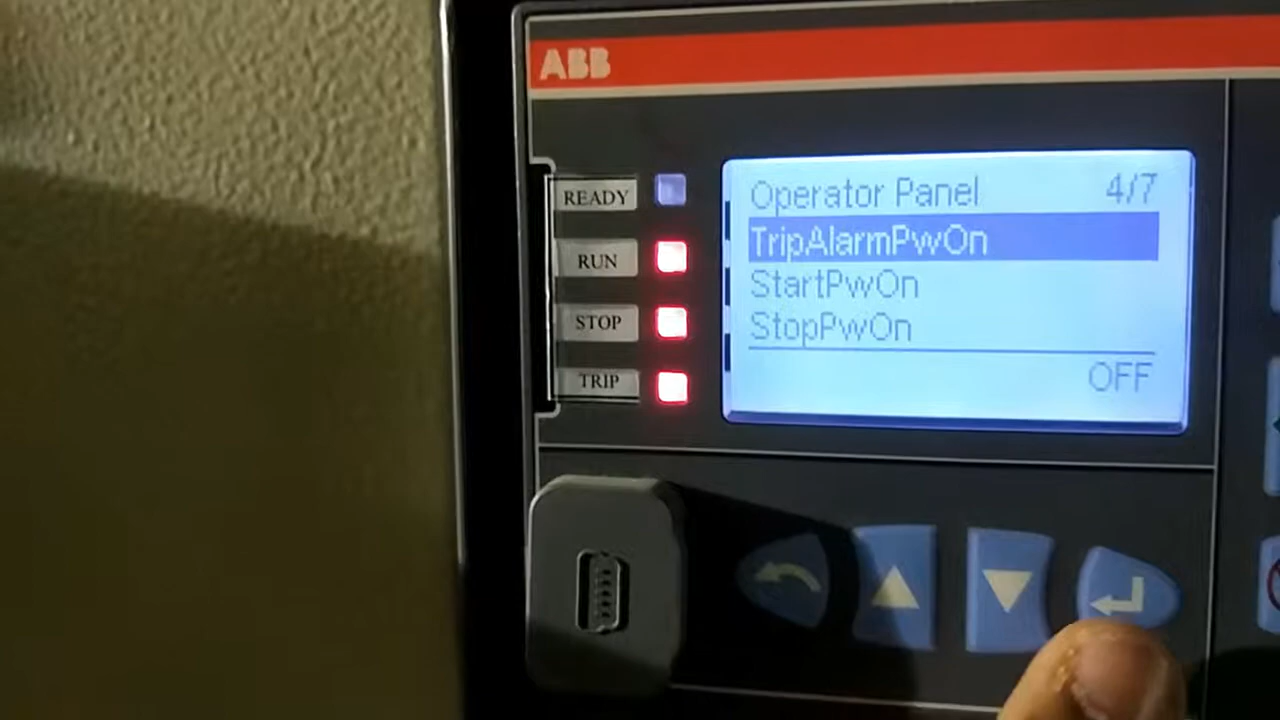 ABB
READY
RUN
STOP
TRIP
Operator Panel 4/7
TripAlarmPwOn
StartPwOn
StopPwOn
OFF